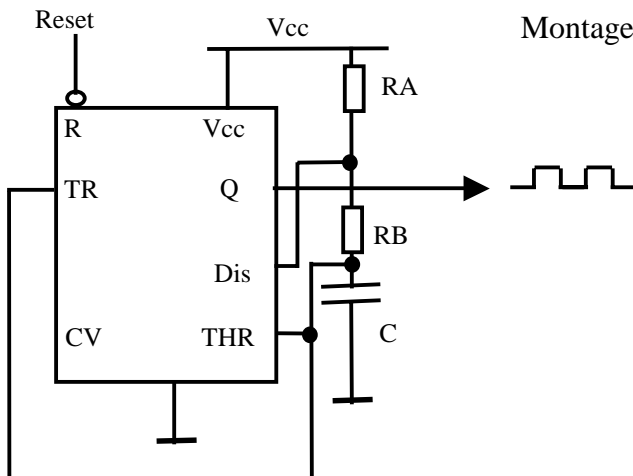 Reset
Vcc
Montage
RA
R
Vcc
TR
Q
RB
Dis
CV
THR
C